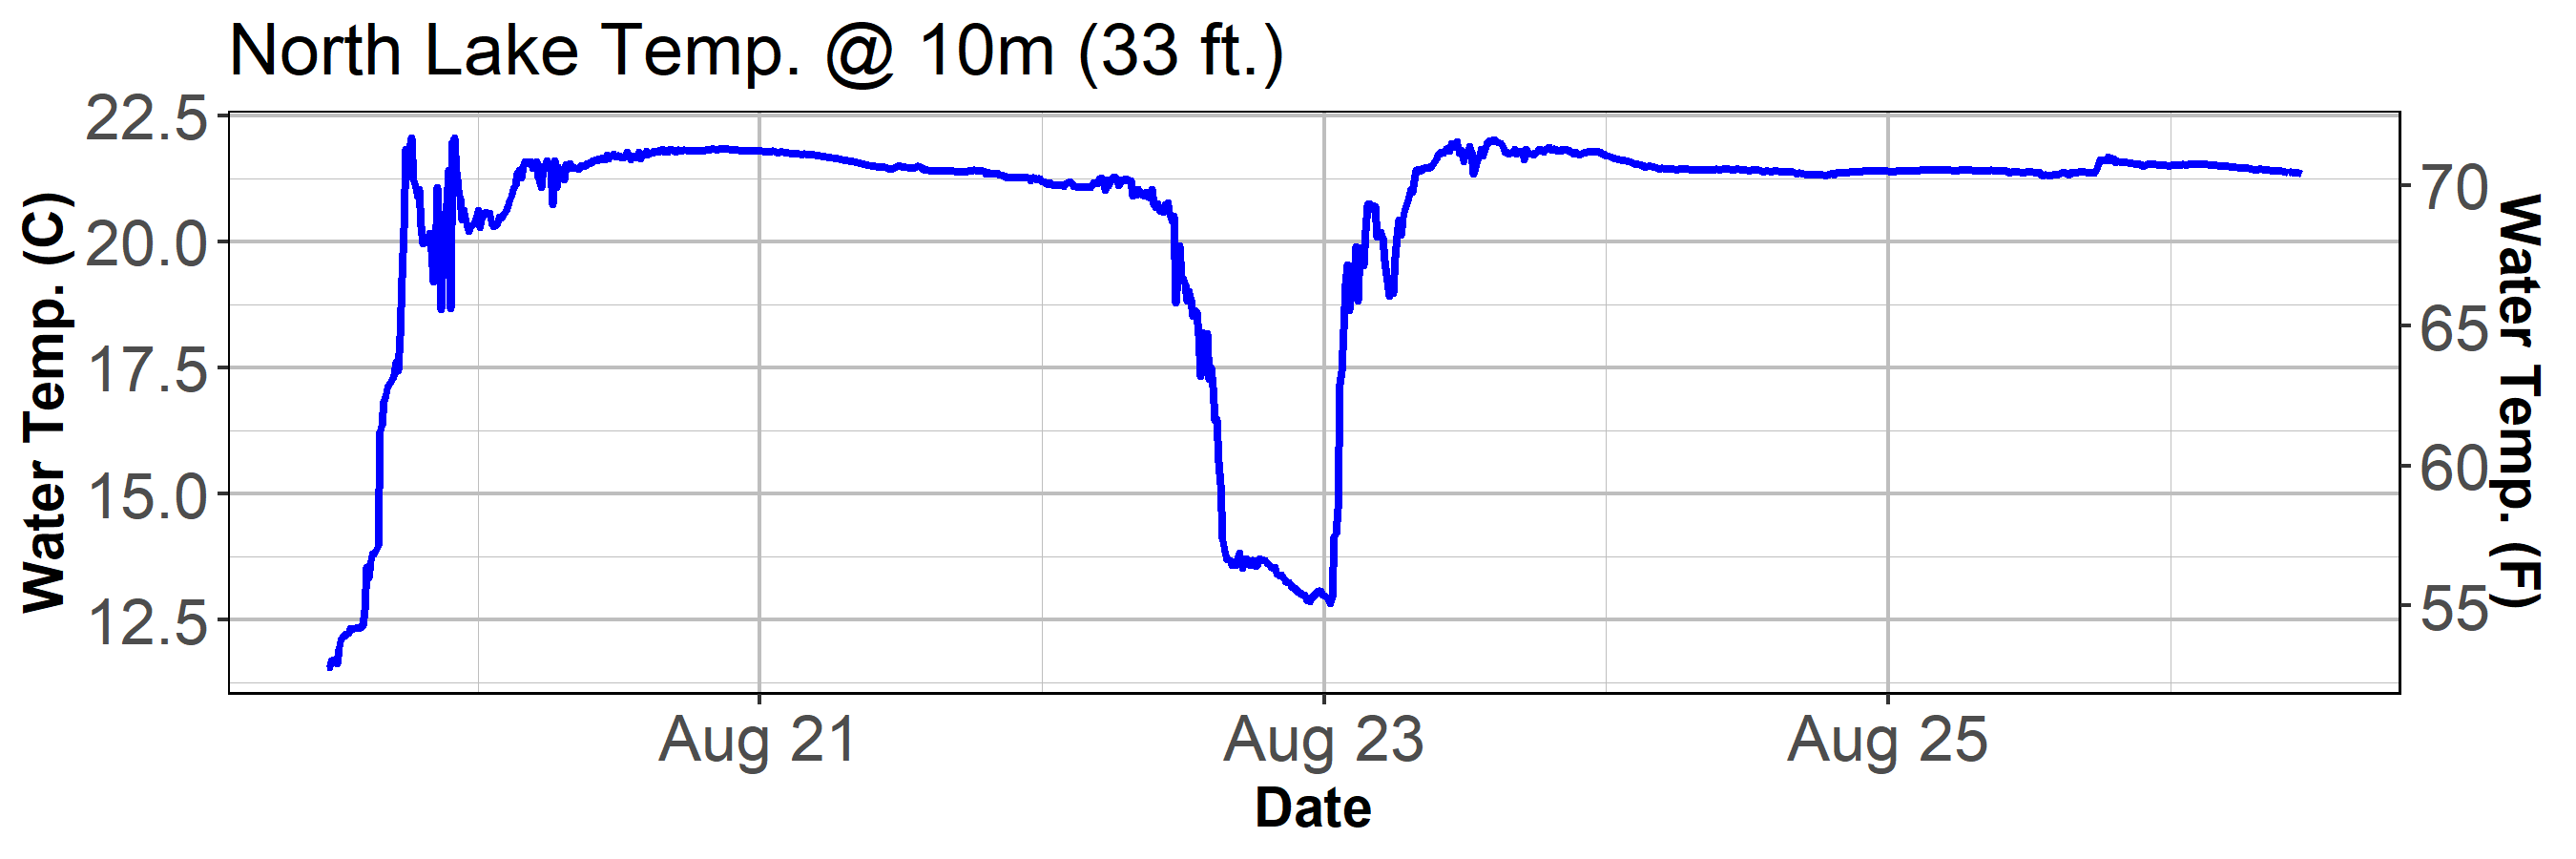 North Lake Temp. @ 10m (33 ft.)
Water Temp. (C)
22.5
20.0
17.5
15.0
12.5
70
65
60
55
Water Temp. (F)
Aug 21
Aug 23
Aug 25
Date